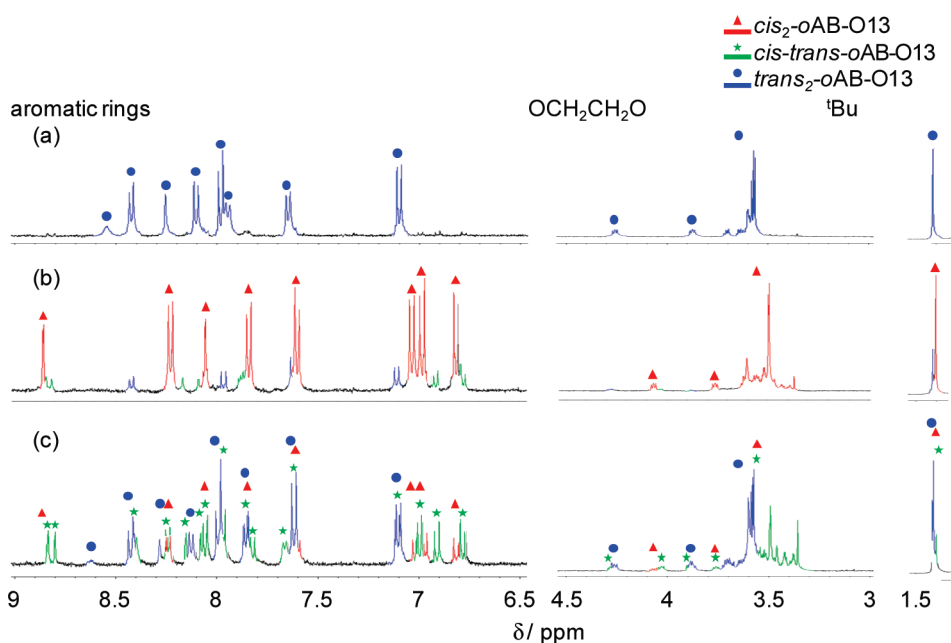 cis₂-oAB-O13
cis-trans-oAB-O13
trans₂-oAB-O13
aromatic rings OCH₂CH₂O ᵗBu
(a)
(b)
(c)
9 8.5 8 7.5 7 6.5 4.5 4 3.5 3 1.5
δ/ ppm